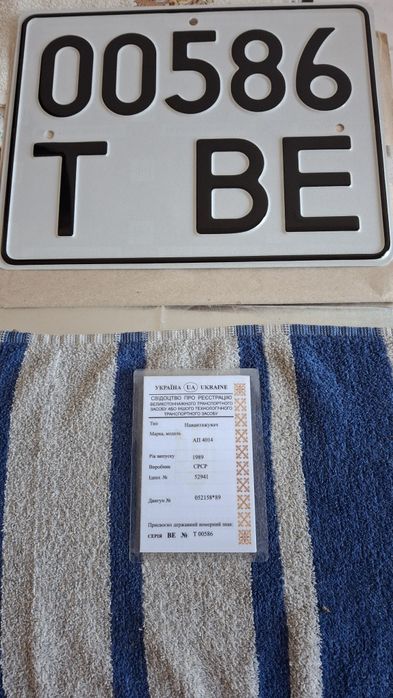 00586
T BE
УКРАЇНА UA UKRAINE
СВІДОЦТВО ПРО РЕЄСТРАЦІЮ
ВЕЛИКОТОННАЖНОГО ТРАНСПОРТНОГО
ЗАСОБУ АБО ІНШОГО ТЕХНОЛОГІЧНОГО
ТРАНСПОРТНОГО ЗАСОБУ
Тип Навантажувач
Марка, модель
АП 4014
Рік випуску 1989
Виробник СРСР
Ідент. № 52941
Двигун № 052158*89
Присвоєно державний номерний знак:
СЕРІЯ ВЕ № Т 00586